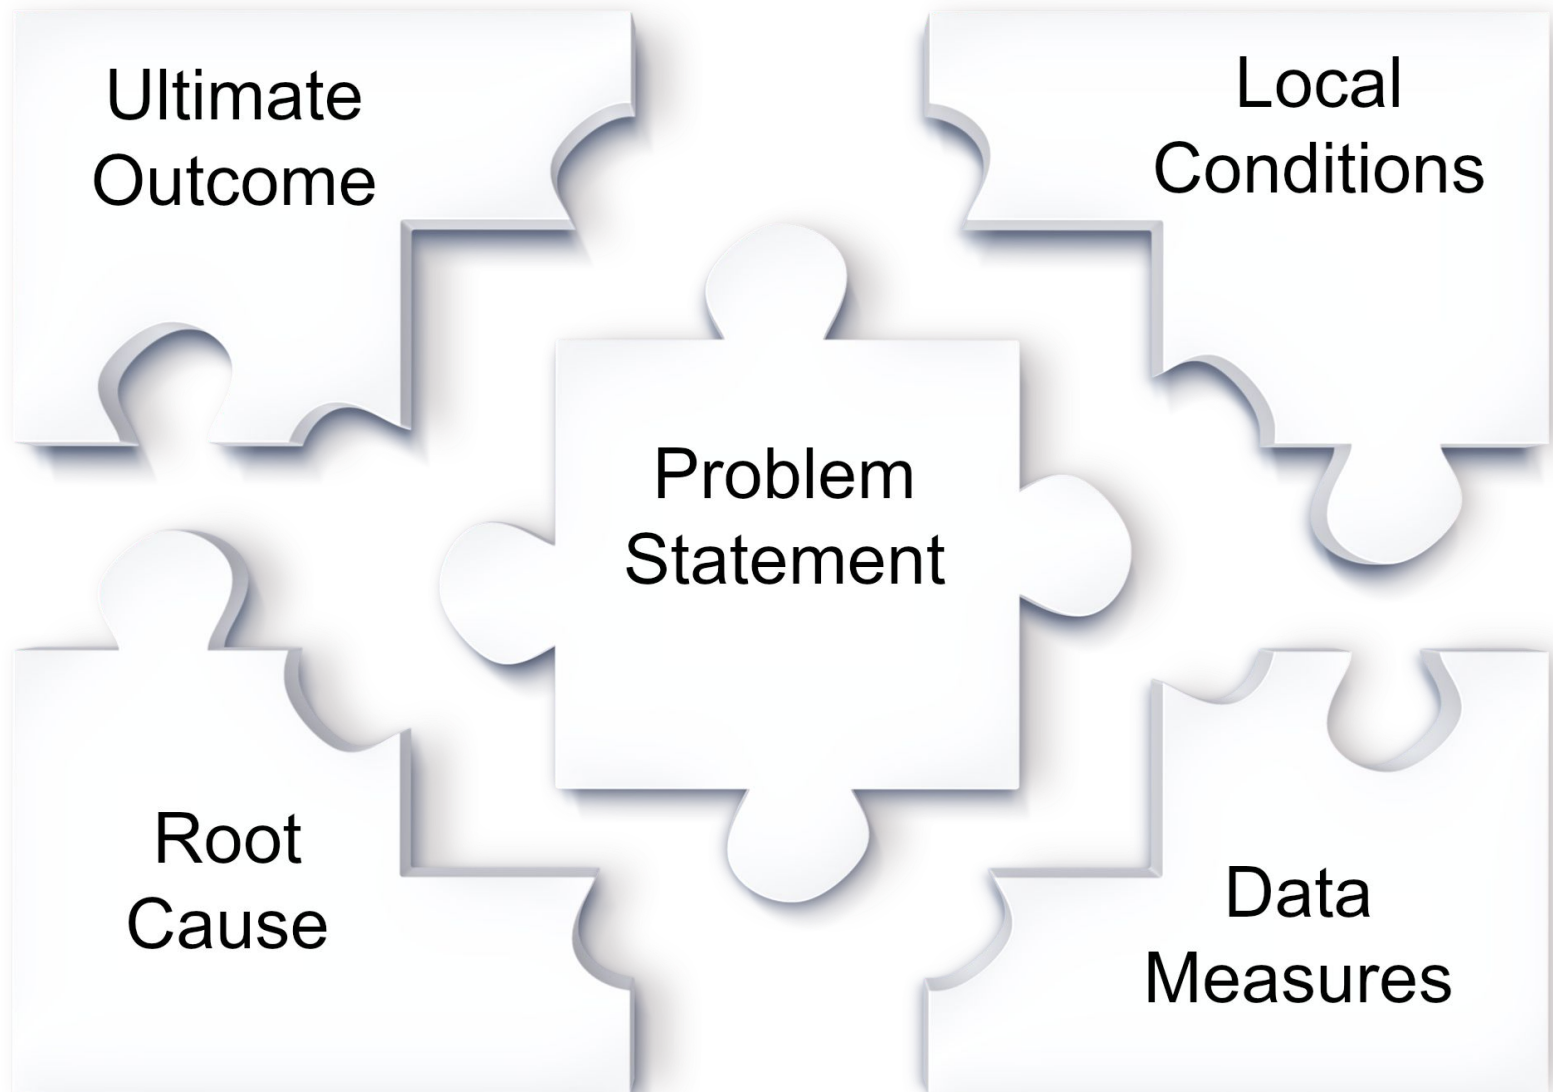 Ultimate
Outcome
Local
Conditions
Problem
Statement
Root
Cause
Data
Measures